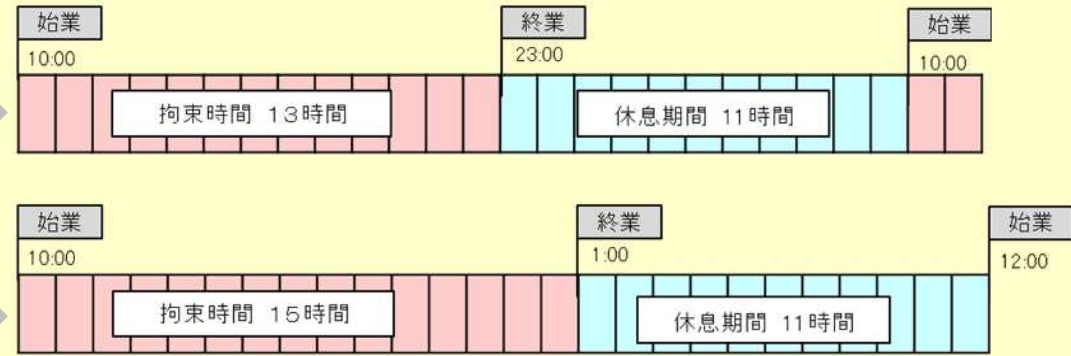 始業
終業
始業
10:00
23:00
10:00
拘束時間 13時間
休息期間 11時間
始業
終業
始業
10:00
1:00
12:00
拘束時間 15時間
休息期間 11時間